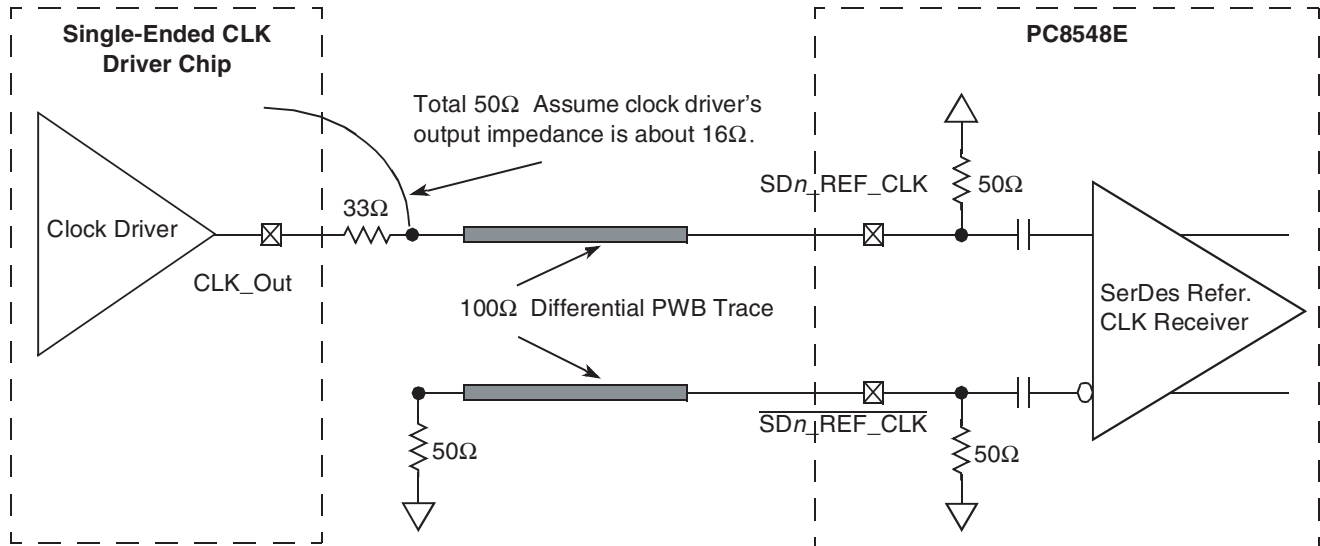 Single-Ended CLK
Driver Chip
PC8548E
Total 50Ω Assume clock driver's
output impedance is about 16Ω.
SDn_REF_CLK
50Ω
33Ω
Clock Driver
CLK_Out
100Ω Differential PWB Trace
SerDes Refer.
CLK Receiver
SDn_REF_CLK
50Ω
50Ω